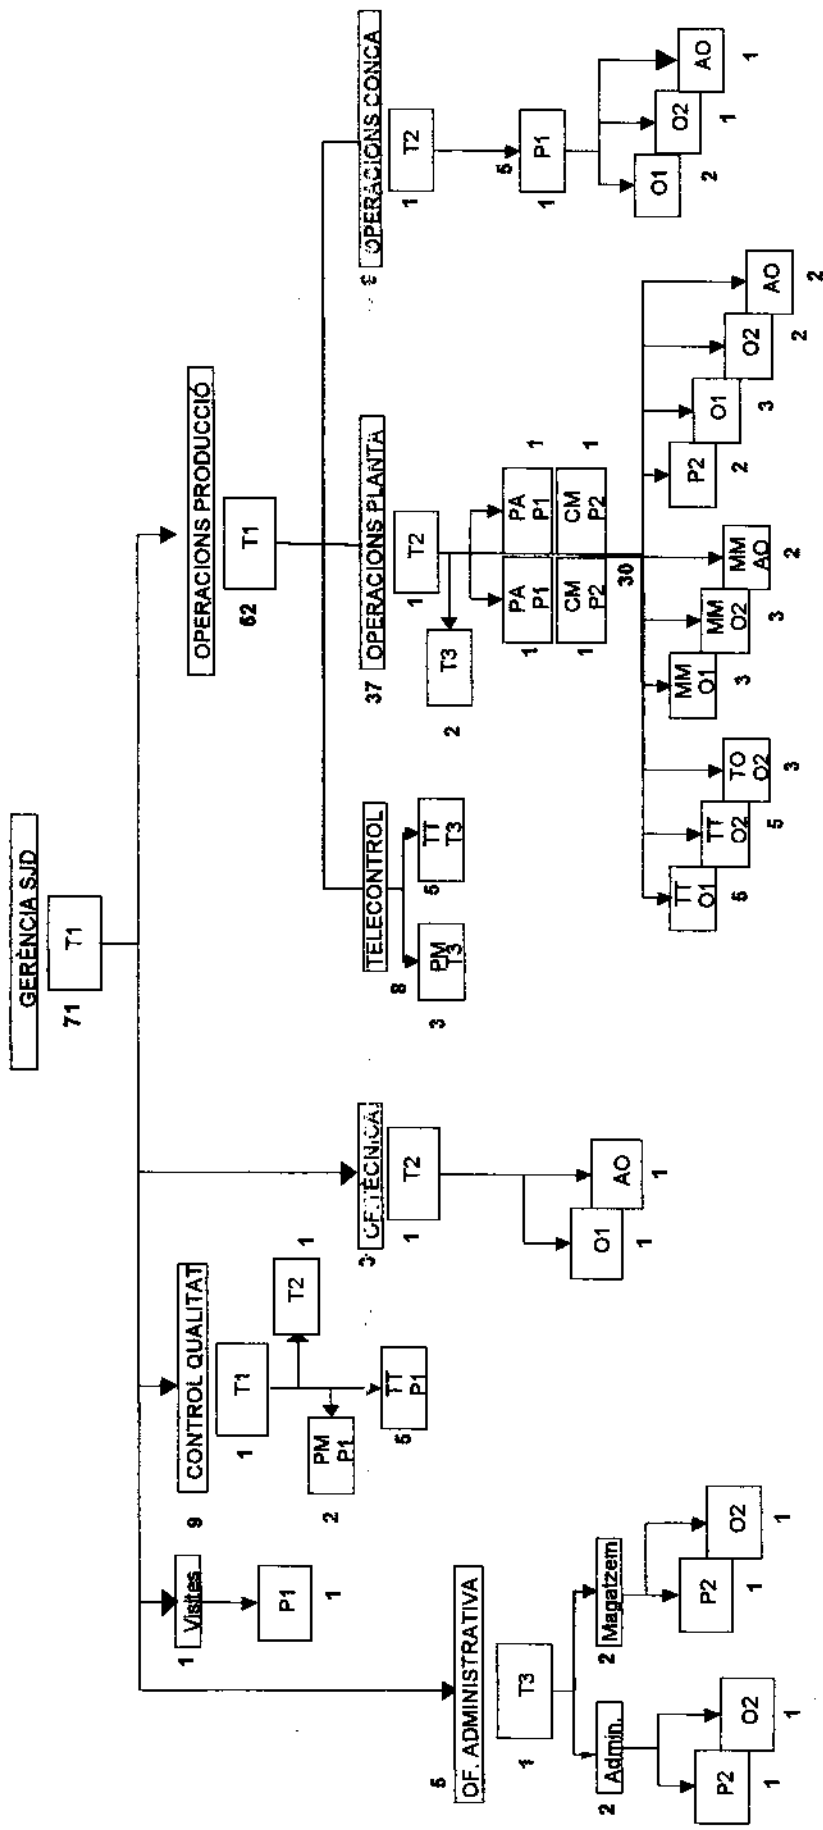 GERÈNCIA SJD
T1
71
OPERACIONS PRODUCCIÓ
T1
52
OPERACIONS CONCA
T2
1
5
P1
1
O1
2
O2
1
AO
1
37
OPERACIONS PLANTA
T2
1
T3
2
PA P1
1
PA P1
1
CM P2
1
CM P2
1
30
TT O1
5
TT O2
5
TO O2
3
MM O1
3
MM O2
3
MM AO
2
P2
2
O1
3
O2
2
AO
2
TELECONTROL
8
PM T3
3
TT T3
5
3
OF.TÈCNICA
T2
1
O1
1
AO
1
9
CONTROL QUALITAT
T1
1
T2
1
PM P1
2
TT P1
5
1
Visites
P1
1
5
OF. ADMINISTRATIVA
T3
1
2
Admin.
P2
1
O2
1
2
Magatzem
P2
1
O2
1